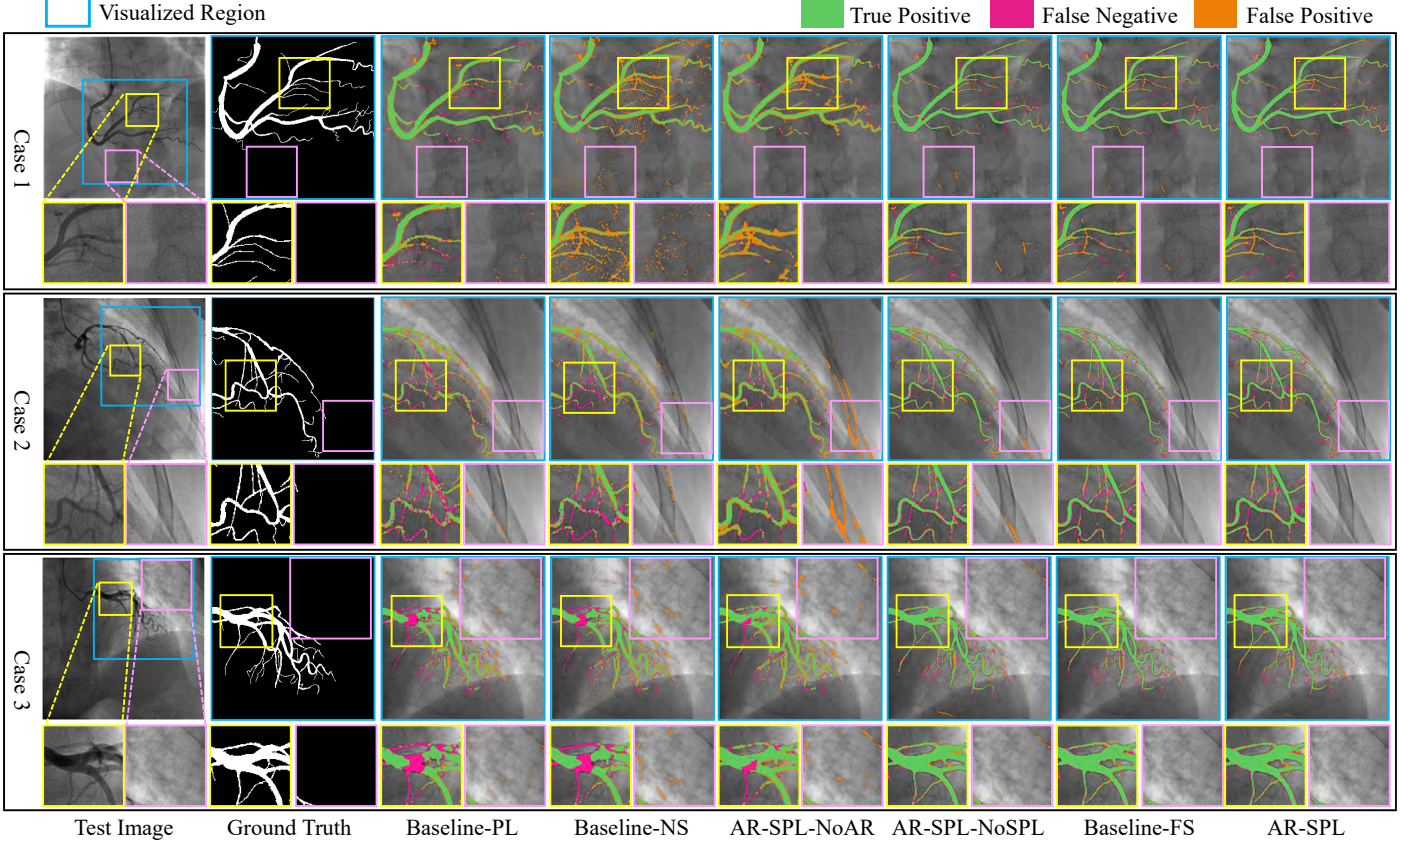 Visualized Region
True Positive
False Negative
False Positive
Case 1
Case 2
Case 3
Test Image
Ground Truth
Baseline-PL
Baseline-NS
AR-SPL-NoAR
AR-SPL-NoSPL
Baseline-FS
AR-SPL